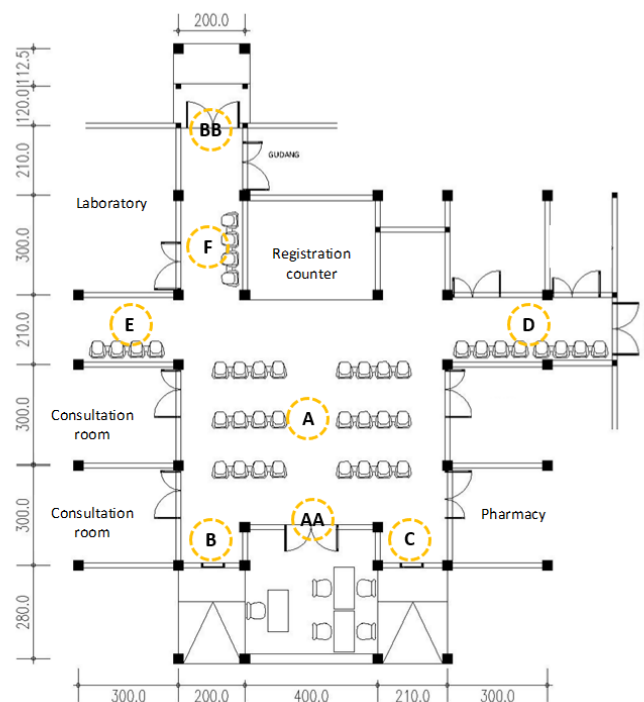 200.0
112.5
120.0
BB
210.0
GUDANG
Laboratory
300.0
F
Registration
counter
E
D
210.0
A
300.0
Consultation
room
AA
300.0
Consultation
room
B
C
Pharmacy
280.0
300.0
200.0
400.0
210.0
300.0